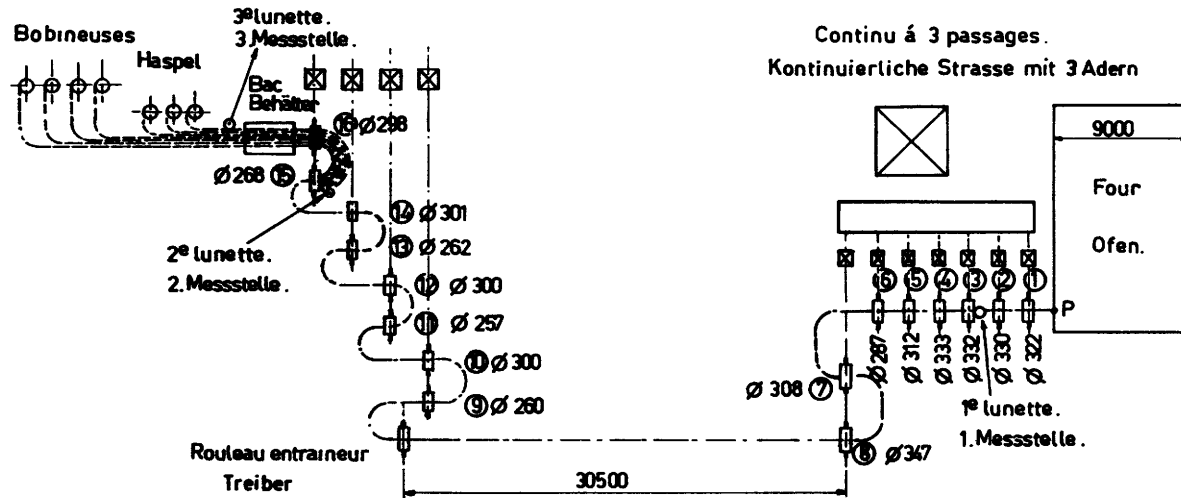 3ᵉ lunette.
3.Messstelle.
Bobineuses
Haspel
Bac
Behälter
Continu á 3 passages.
Kontinuierliche Strasse mit 3 Adern
9000
Four
Ofen.
P
⑯ Ø298
Ø268 ⑮
⑭ Ø 301
⑬ Ø 262
2ᵉ lunette.
2.Messstelle.
⑫ Ø 300
⑪ Ø 257
⑩ Ø 300
⑨ Ø 260
⑥ ⑤ ④ ③ ② ①
Ø 287 Ø 312 Ø 333 Ø 332 Ø 330 Ø 322
Ø 308 ⑦
1ᵉ lunette.
1.Messstelle.
⑧ Ø347
Rouleau entraineur
Treiber
30500